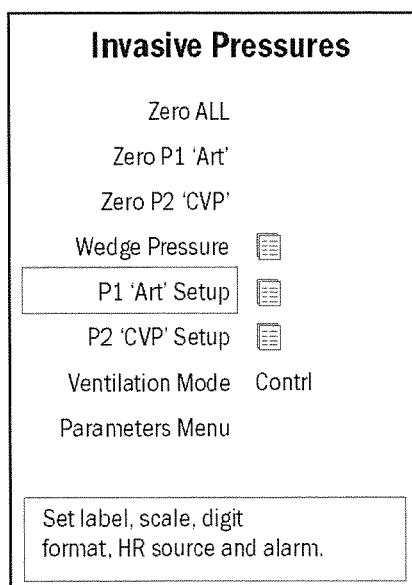 Invasive Pressures
Zero ALL
Zero P1 'Art'
Zero P2 'CVP'
Wedge Pressure
P1 'Art' Setup
P2 'CVP' Setup
Ventilation Mode Contrl
Parameters Menu
Set label, scale, digit
format, HR source and alarm.